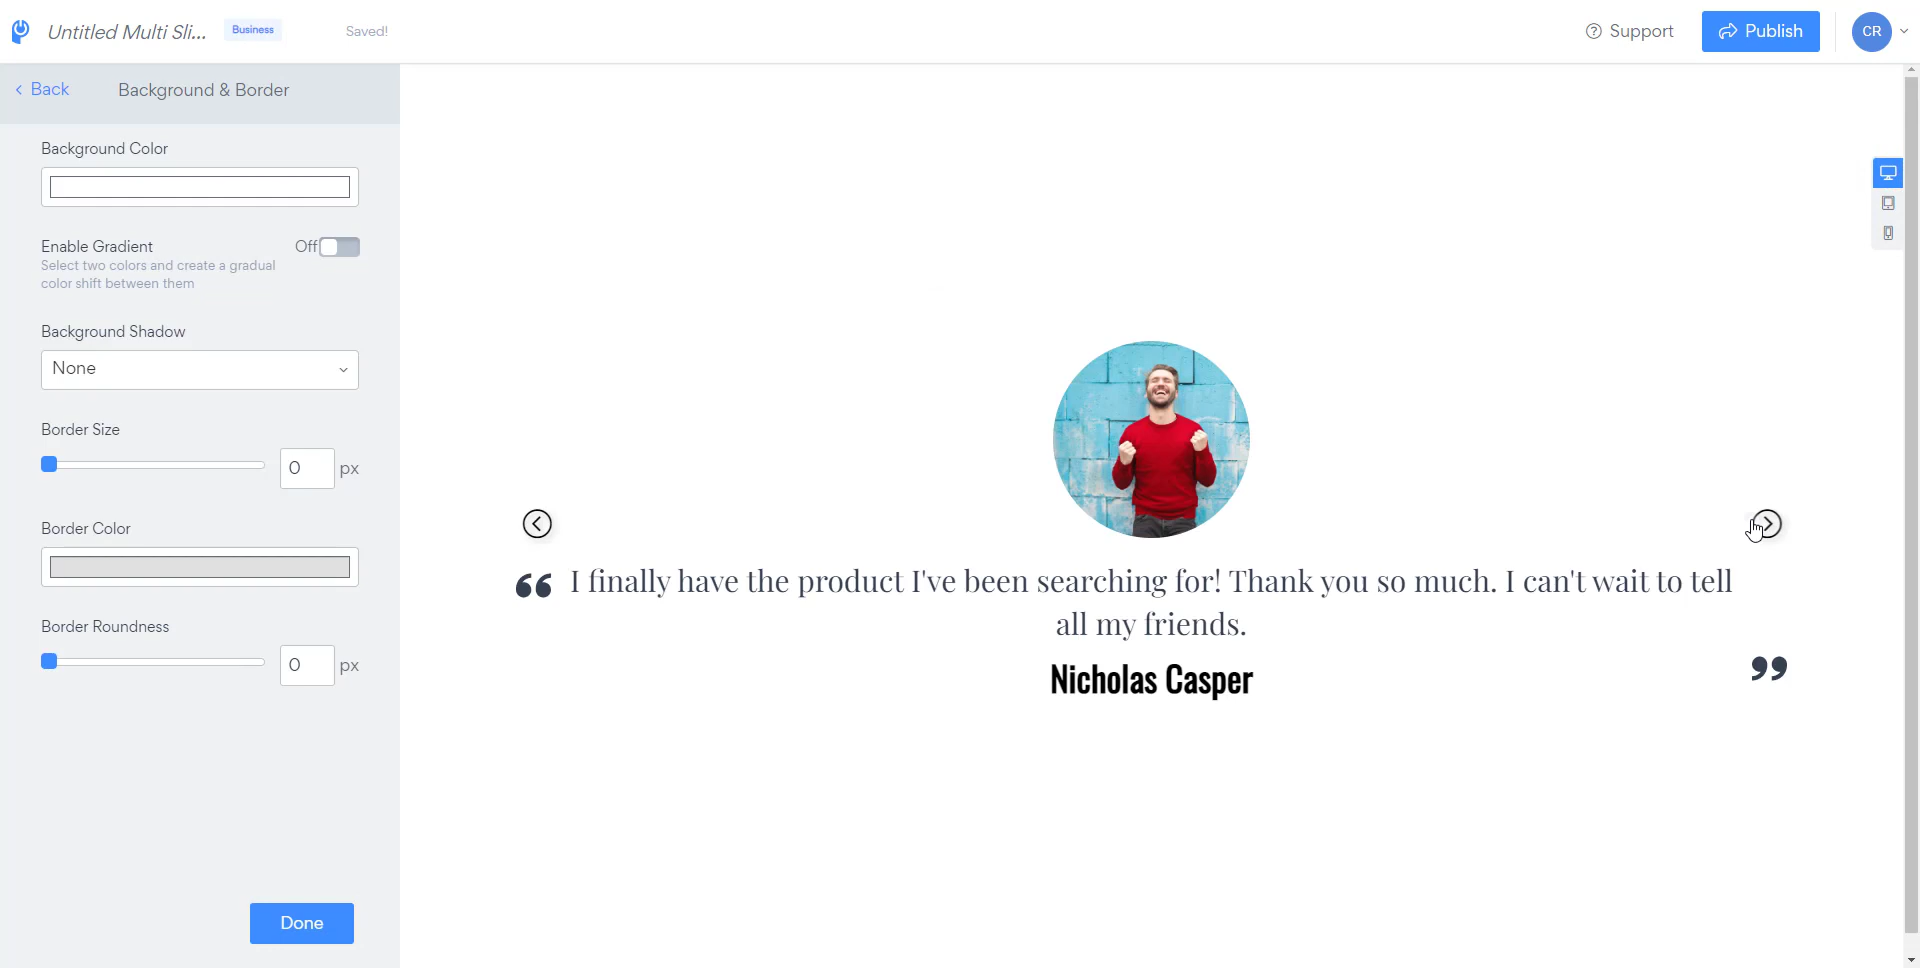 Untitled Multi Sli...
Business
Saved!
Support
Publish
CR
Back
Background & Border
Background Color
Enable Gradient
Off
Select two colors and create a gradual
color shift between them
Background Shadow
None
Border Size
0
px
Border Color
Border Roundness
0
px
Done
“ I finally have the product I've been searching for! Thank you so much. I can't wait to tell
all my friends.
Nicholas Casper
”